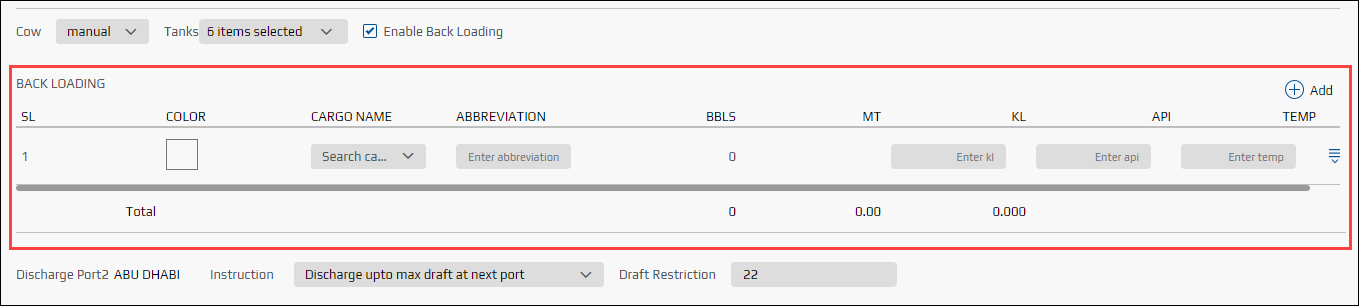 Cow manual Tanks 6 items selected Enable Back Loading
BACK LOADING
Add
SL COLOR CARGO NAME ABBREVIATION BBLS MT KL API TEMP
1 Search ca... Enter abbreviation 0 Enter kl Enter api Enter temp
Total 0 0.00 0.000
Discharge Port2 ABU DHABI Instruction Discharge upto max draft at next port Draft Restriction 22